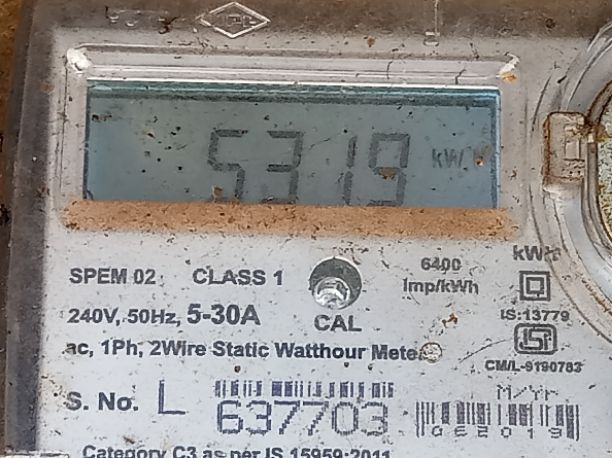 5319 kWh
SPEM 02 CLASS 1 6400 Imp/kWh kWh
240V, 50Hz, 5-30A CAL IS:13779
ac, 1Ph, 2Wire Static Watthour Meter CM/L-9190783
S. No. L 637703 M/Yr
Category C3 as per IS 15959:2011